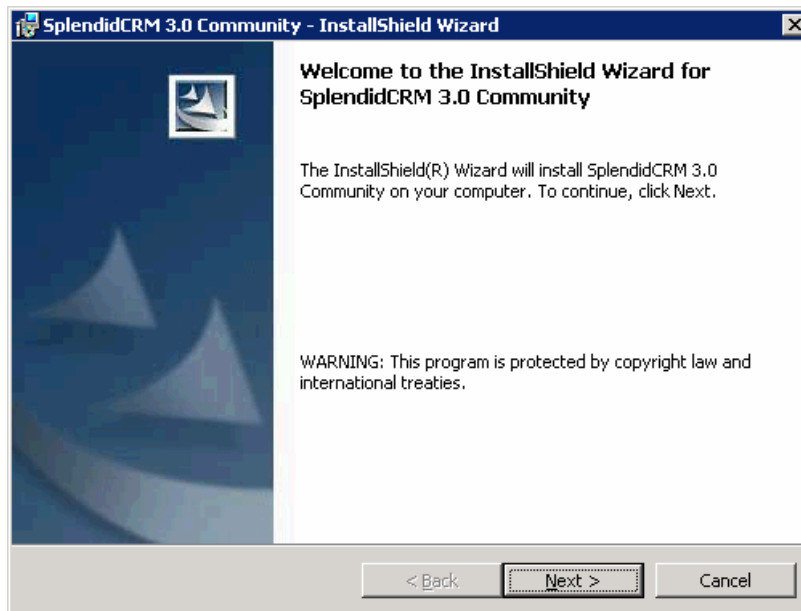 SplendidCRM 3.0 Community - InstallShield Wizard
Welcome to the InstallShield Wizard for
SplendidCRM 3.0 Community
The InstallShield(R) Wizard will install SplendidCRM 3.0
Community on your computer. To continue, click Next.
WARNING: This program is protected by copyright law and
international treaties.
< Back
Next >
Cancel